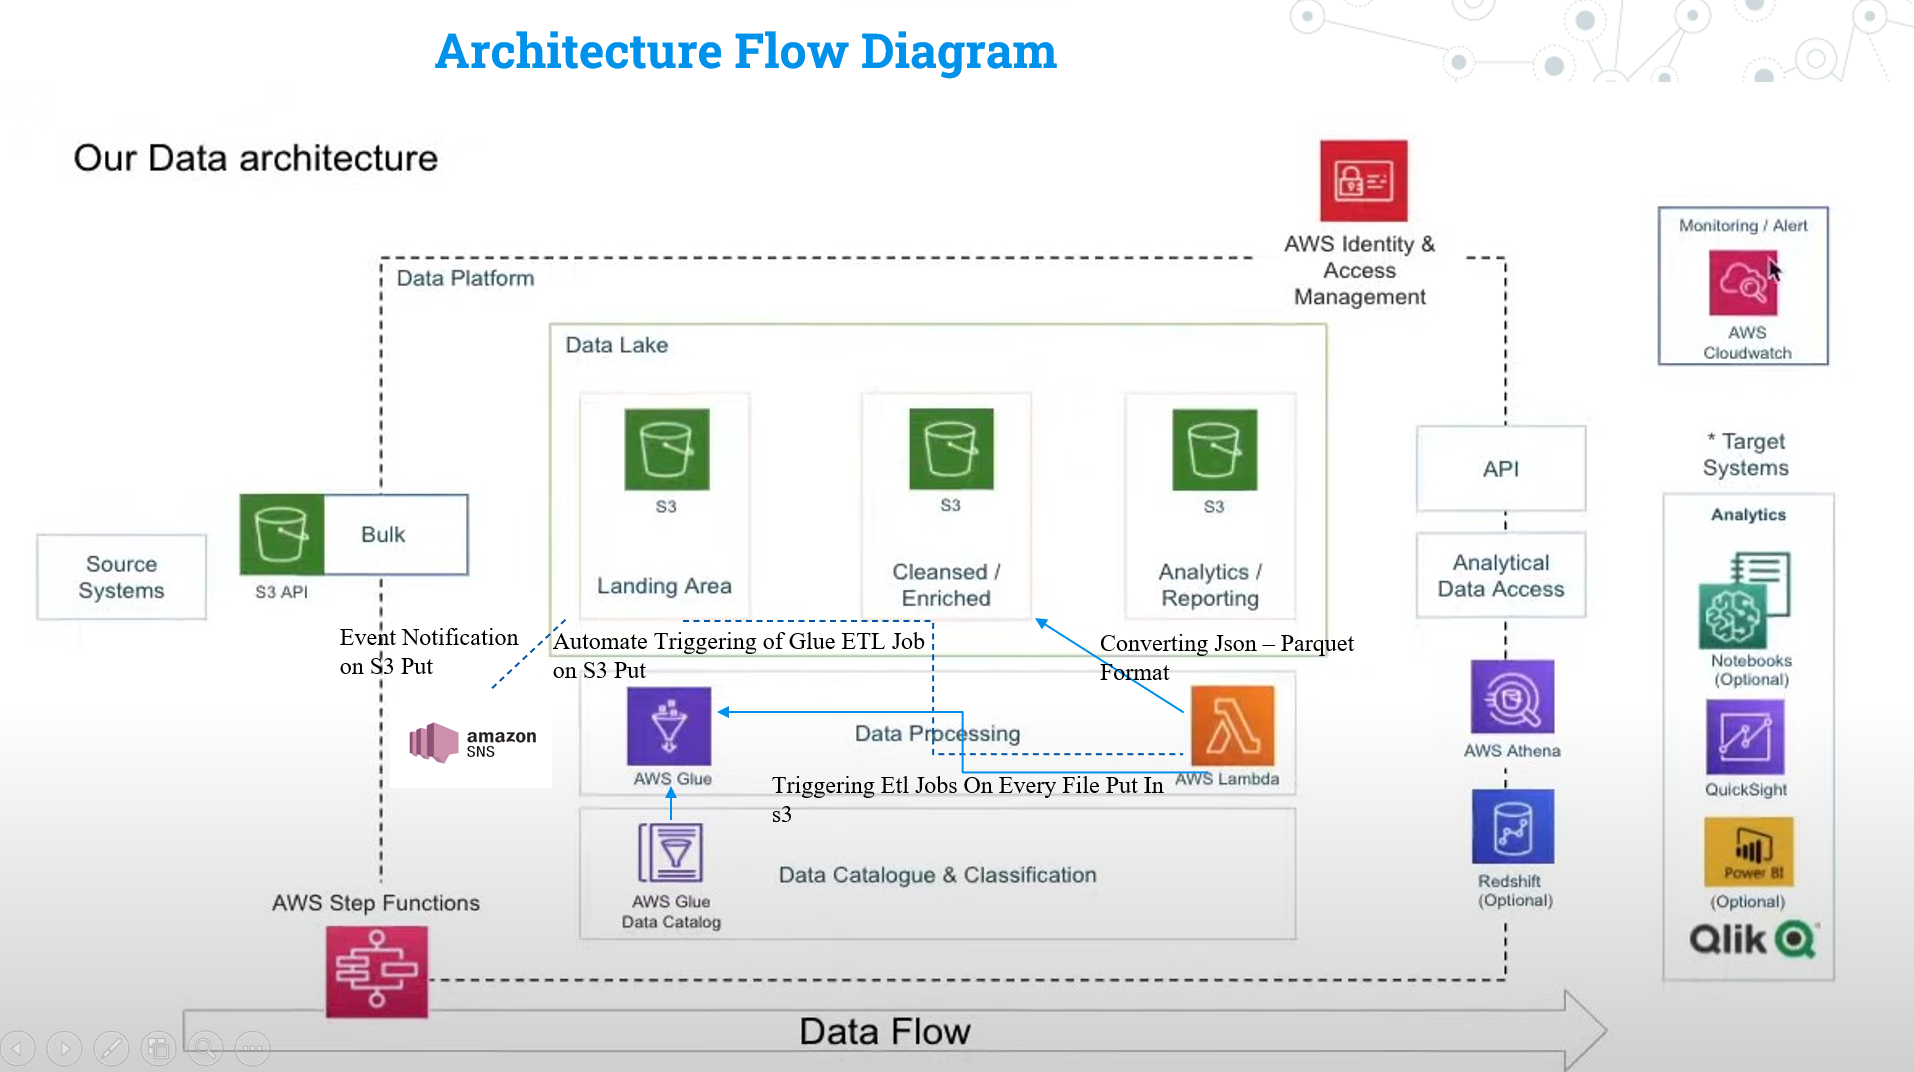 Architecture Flow Diagram
Our Data architecture
AWS Identity &
Access
Management
Monitoring / Alert
AWS
Cloudwatch
Data Platform
Data Lake
S3
Landing Area
S3
Cleansed /
Enriched
S3
Analytics /
Reporting
Source
Systems
S3 API
Bulk
API
Analytical
Data Access
* Target
Systems
Analytics
Notebooks
(Optional)
QuickSight
Power BI
(Optional)
Qlik
Event Notification
on S3 Put
Automate Triggering of Glue ETL Job
on S3 Put
Converting Json – Parquet
Format
amazon
SNS
AWS Glue
Data Processing
AWS Lambda
Triggering Etl Jobs On Every File Put In
s3
AWS Athena
Redshift
(Optional)
AWS Glue
Data Catalog
Data Catalogue & Classification
AWS Step Functions
Data Flow